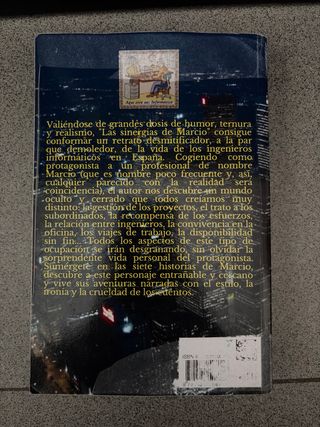 Aquí vive un: Informático
Valiéndose de grandes dosis de humor, ternura
y realismo, "Las sinergias de Marcio" consigue
conformar un retrato desmitificador, a la par
que demoledor, de la vida de los ingenieros
informáticos en España. Cogiendo como
protagonista a un profesional de nombre
Marcio (que es nombre poco frecuente y, así,
cualquier parecido con la realidad será
coincidencia), el autor nos descubre un mundo
oculto y cerrado que todos creíamos muy
distinto: la gestión de los proyectos, el trato a los
subordinados, la recompensa de los esfuerzos,
la relación entre ingenieros, la convivencia en la
oficina, los viajes de trabajo, la disponibilidad
sin fin... Todos los aspectos de este tipo de
ocupación se irán desgranando, sin olvidar la
sorprendente vida personal del protagonista.
Sumérgete en las siete historias de Marcio,
descubre a este personaje entrañable y cercano
y vive sus aventuras narradas con el estilo, la
ironía y la crueldad de los cuentos.